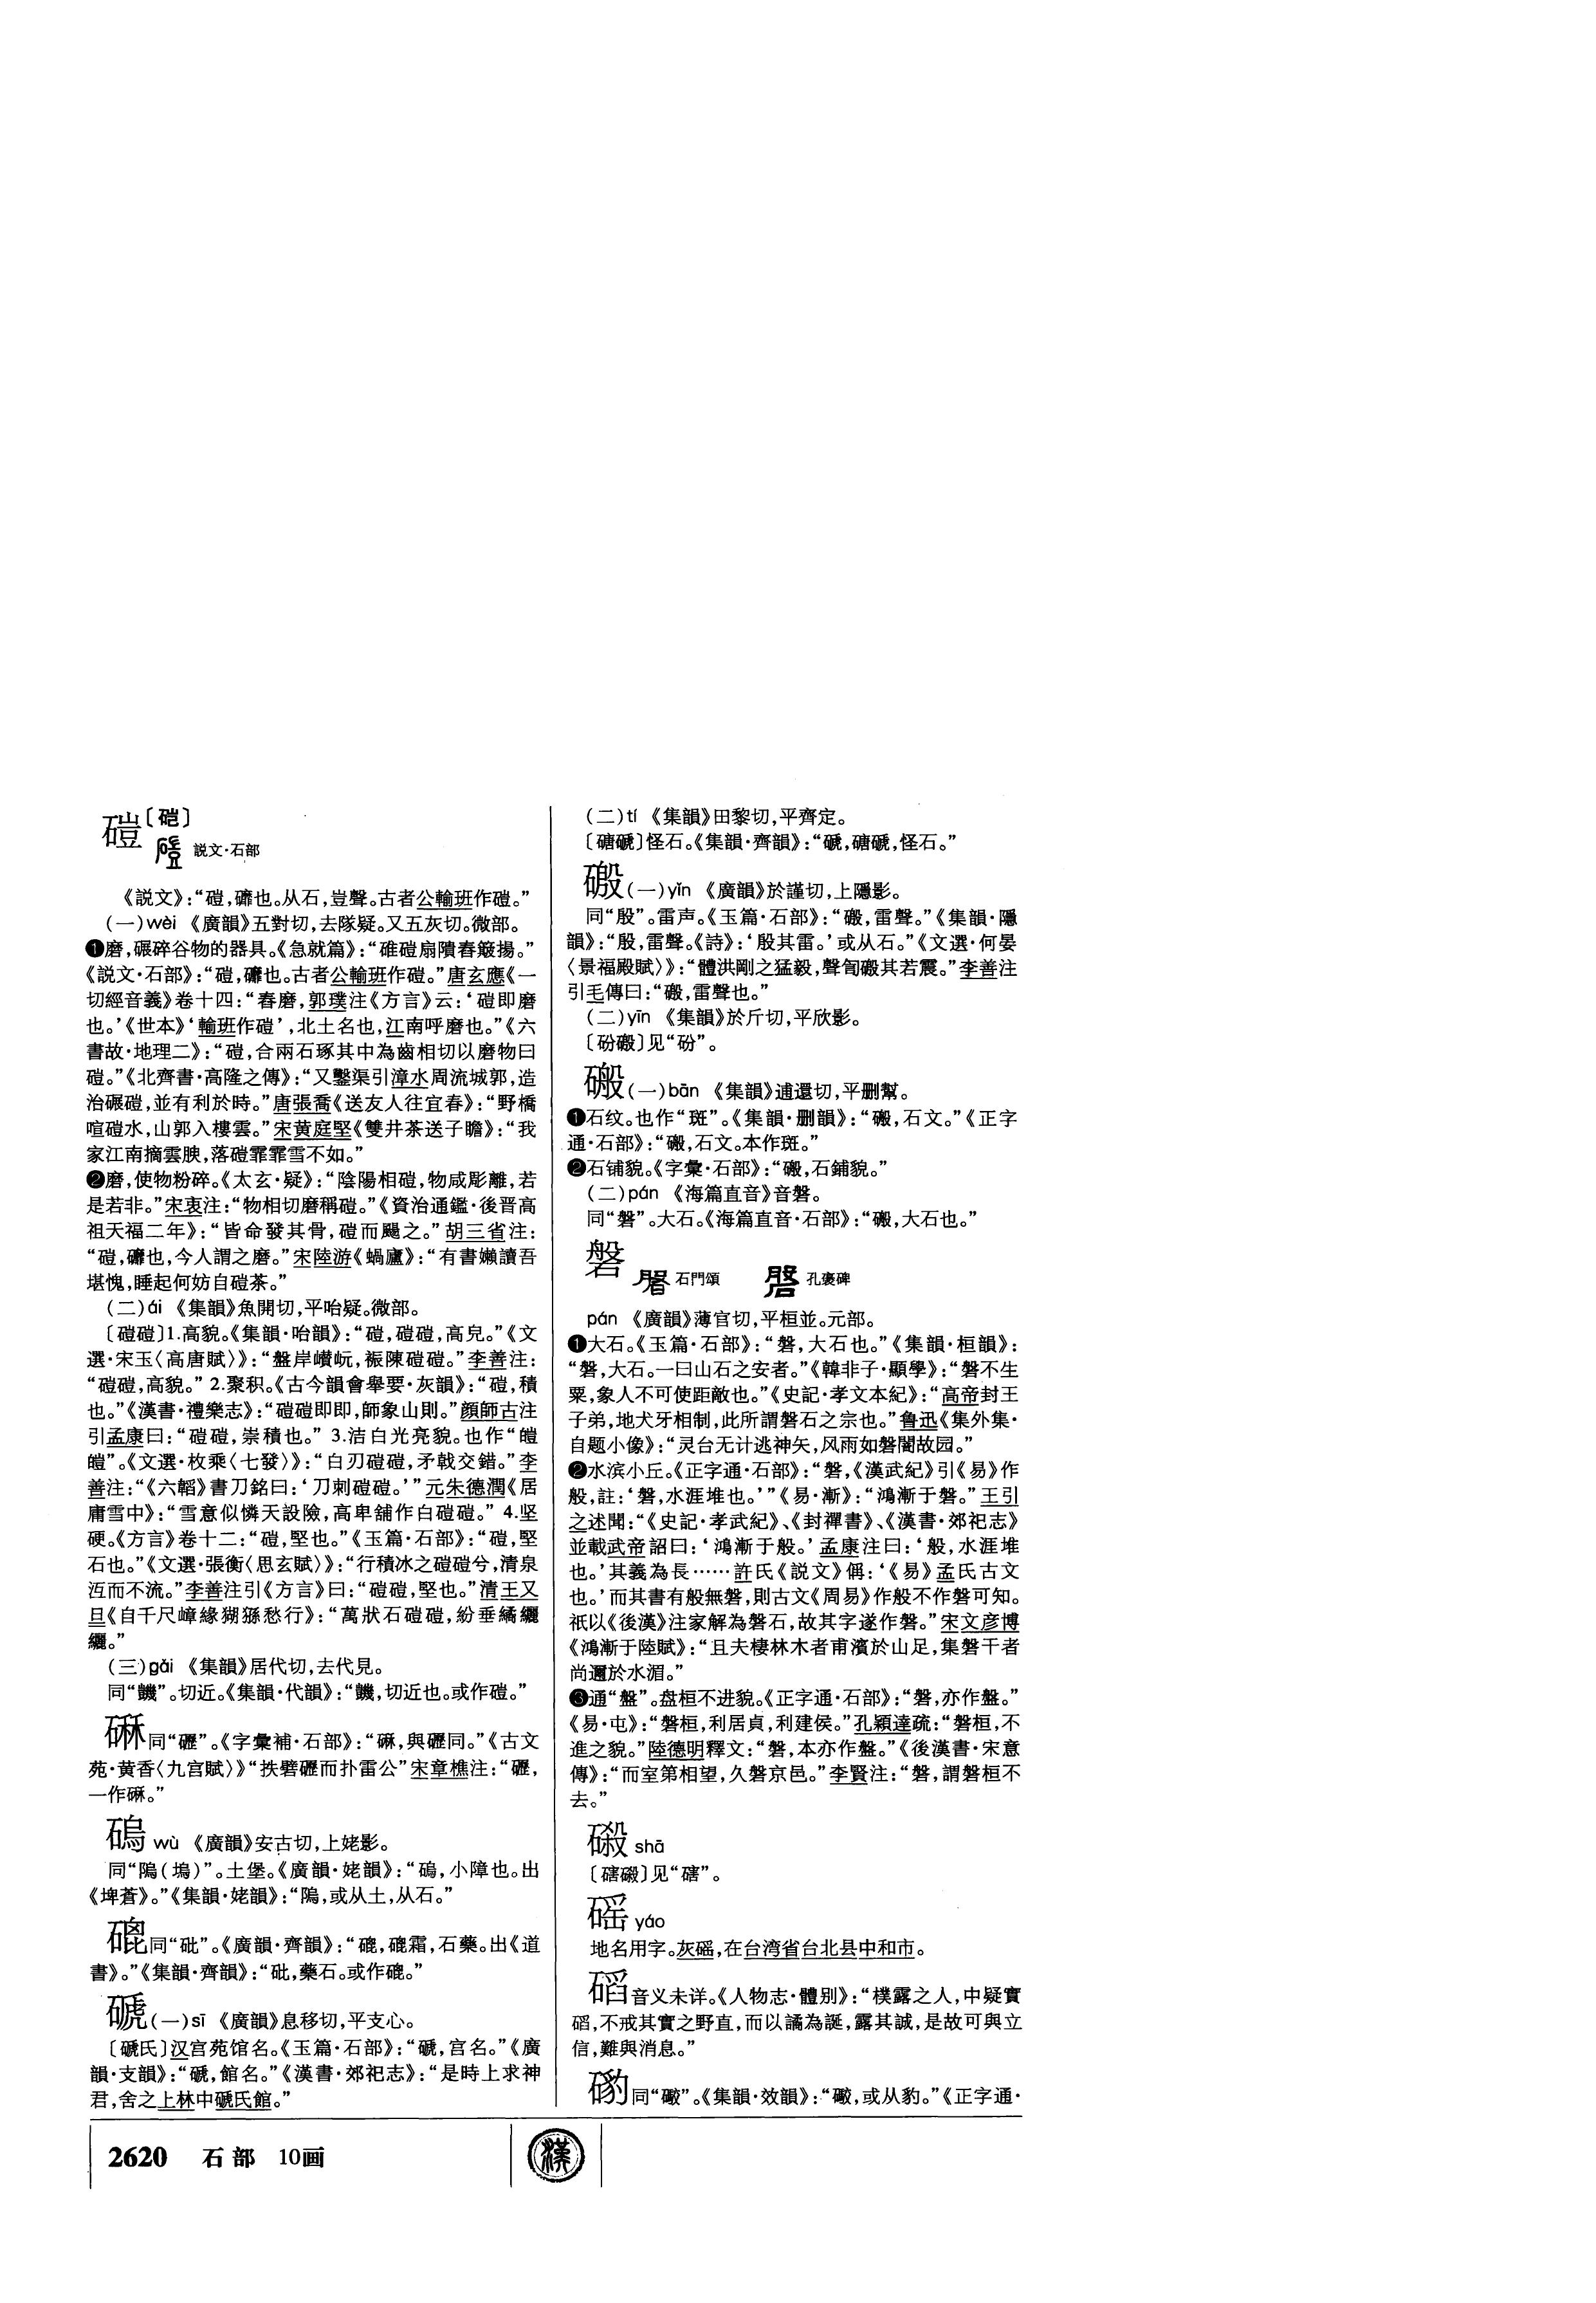 磑〔硙〕
説文·石部
《説文》：“磑，䃺也。从石，豈聲。古者公輸班作磑。”
（一）wèi 《廣韻》五對切，去隊疑。又五灰切。微部。
❶磨，碾碎谷物的器具。《急就篇》：“碓磑扇隤舂簸揚。”
《説文·石部》：“磑，䃺也。古者公輸班作磑。”唐玄應《一
切經音義》卷十四：“舂磨，郭璞注《方言》云：‘磑即磨
也。’《世本》‘輸班作磑’，北土名也，江南呼磨也。”《六
書故·地理二》：“磑，合兩石琢其中為齒相切以磨物曰
磑。”《北齊書·高隆之傳》：“又鑿渠引漳水周流城郭，造
治碾磑，並有利於時。”唐張喬《送友人往宜春》：“野橋
喧磑水，山郭入樓雲。”宋黄庭堅《雙井茶送子瞻》：“我
家江南摘雲腴，落磑霏霏雪不如。”
❷磨，使物粉碎。《太玄·疑》：“陰陽相磑，物咸彫離，若
是若非。”宋衷注：“物相切磨稱磑。”《資治通鑑·後晋高
祖天福二年》：“皆命發其骨，磑而颺之。”胡三省注：
“磑，䃺也，今人謂之磨。”宋陸游《蝸廬》：“有書嬾讀吾
堪愧，睡起何妨自磑茶。”
（二）ái 《集韻》魚開切，平咍疑。微部。
〔磑磑〕1.高貌。《集韻·咍韻》：“磑，磑磑，高皃。”《文
選·宋玉〈高唐賦〉》：“盤岸巑岏，裖陳磑磑。”李善注：
“磑磑，高貌。” 2.聚积。《古今韻會舉要·灰韻》：“磑，積
也。”《漢書·禮樂志》：“磑磑即即，師象山則。”顔師古注
引孟康曰：“磑磑，崇積也。” 3.洁白光亮貌。也作“皚
皚”。《文選·枚乘〈七發〉》：“白刃磑磑，矛戟交錯。”李
善注：“《六韜》書刀銘曰：‘刀刺磑磑。’”元朱德潤《居
庸雪中》：“雪意似憐天設險，高卑舖作白磑磑。” 4.坚
硬。《方言》卷十二：“磑，堅也。”《玉篇·石部》：“磑，堅
石也。”《文選·張衡〈思玄賦〉》：“行積冰之磑磑兮，清泉
沍而不流。”李善注引《方言》曰：“磑磑，堅也。”清王又
旦《自千尺㠉緣猢猻愁行》：“萬狀石磑磑，紛垂繘纚
纚。”
（三）gǎi 《集韻》居代切，去代見。
同“䥯”。切近。《集韻·代韻》：“䥯，切近也。或作磑。”
䃳同“礰”。《字彙補·石部》：“䃳，與礰同。”《古文
苑·黄香〈九宫賦〉》“抶礕礰而扑雷公”宋章樵注：“礰，
一作䃳。”
碢 wù 《廣韻》安古切，上姥影。
同“隖（塢）”。土堡。《廣韻·姥韻》：“䃖，小障也。出
《埤蒼》。”《集韻·姥韻》：“隖，或从土，从石。”
磇同“砒”。《廣韻·齊韻》：“磇，磇霜，石藥。出《道
書》。”《集韻·齊韻》：“砒，藥石。或作磇。”
磃（一）sī 《廣韻》息移切，平支心。
〔磃氏〕汉宫苑馆名。《玉篇·石部》：“磃，宫名。”《廣
韻·支韻》：“磃，館名。”《漢書·郊祀志》：“是時上求神
君，舍之上林中磃氏館。”
（二）tí 《集韻》田黎切，平齊定。
〔磄磃〕怪石。《集韻·齊韻》：“磃，磄磃，怪石。”
磤（一）yǐn 《廣韻》於謹切，上隱影。
同“殷”。雷声。《玉篇·石部》：“磤，雷聲。”《集韻·隱
韻》：“殷，雷聲。《詩》：‘殷其雷。’或从石。”《文選·何晏
〈景福殿賦〉》：“體洪剛之猛毅，聲訇磤其若震。”李善注
引毛傳曰：“磤，雷聲也。”
（二）yīn 《集韻》於斤切，平欣影。
〔砏磤〕见“砏”。
磐（一）bān 《集韻》逋還切，平删幫。
❶石纹。也作“斑”。《集韻·删韻》：“䃑，石文。”《正字
通·石部》：“䃑，石文。本作斑。”
❷石铺貌。《字彙·石部》：“䃑，石鋪貌。”
（二）pán 《海篇直音》音磐。
同“磐”。大石。《海篇直音·石部》：“䃑，大石也。”
磐 石門頌 孔褒碑
pán 《廣韻》薄官切，平桓並。元部。
❶大石。《玉篇·石部》：“磐，大石也。”《集韻·桓韻》：
“磐，大石。一曰山石之安者。”《韓非子·顯學》：“磐不生
粟，象人不可使距敵也。”《史記·孝文本紀》：“高帝封王
子弟，地犬牙相制，此所謂磐石之宗也。”鲁迅《集外集·
自题小像》：“灵台无计逃神矢，风雨如磐闇故园。”
❷水滨小丘。《正字通·石部》：“磐，《漢武紀》引《易》作
般，註：‘磐，水涯堆也。’”《易·漸》：“鴻漸于磐。”王引
之述聞：“《史記·孝武紀》、《封禪書》、《漢書·郊祀志》
並載武帝詔曰：‘鴻漸于般。’孟康注曰：‘般，水涯堆
也。’其義為長……許氏《説文》偁：‘《易》孟氏古文
也。’而其書有般無磐，則古文《周易》作般不作磐可知。
祇以《後漢》注家解為磐石，故其字遂作磐。”宋文彦博
《鴻漸于陸賦》：“且夫棲林木者甫濱於山足，集磐干者
尚邇於水湄。”
❸通“盤”。盘桓不进貌。《正字通·石部》：“磐，亦作盤。”
《易·屯》：“磐桓，利居貞，利建侯。”孔穎達疏：“磐桓，不
進之貌。”陸德明釋文：“磐，本亦作盤。”《後漢書·宋意
傳》：“而室第相望，久磐京邑。”李賢注：“磐，謂磐桓不
去。”
䃊 shā
〔磍䃊〕见“磍”。
磘 yáo
地名用字。灰磘，在台湾省台北县中和市。
磖音义未详。《人物志·體别》：“樸露之人，中疑實
䂽，不戒其實之野直，而以譎為誕，露其誠，是故可與立
信，難與消息。”
同“礉”。《集韻·效韻》：“礉，或从豹。”《正字通·
2620 石部 10画
漢